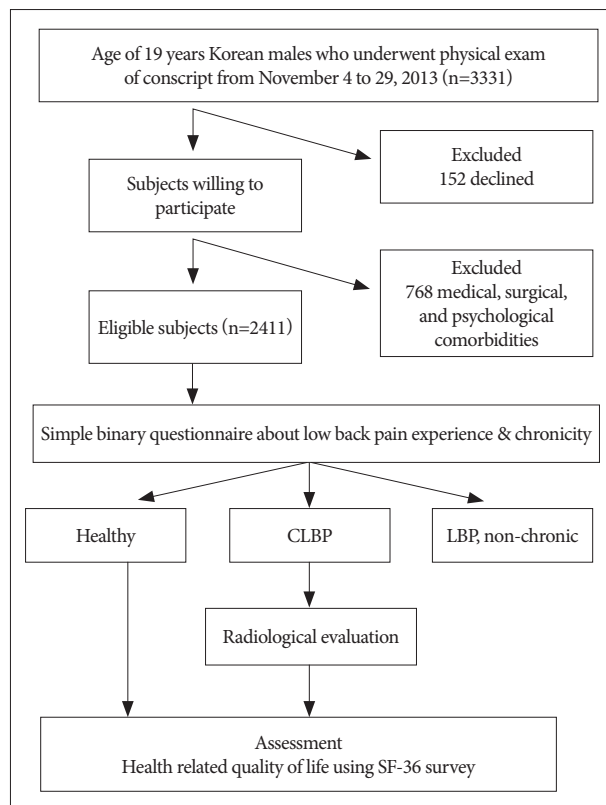 Age of 19 years Korean males who underwent physical exam
of conscript from November 4 to 29, 2013 (n=3331)
Excluded
152 declined
Subjects willing to
participate
Excluded
768 medical, surgical,
and psychological
comorbidities
Eligible subjects (n=2411)
Simple binary questionnaire about low back pain experience & chronicity
Healthy
CLBP
LBP, non-chronic
Radiological evaluation
Assessment
Health related quality of life using SF-36 survey